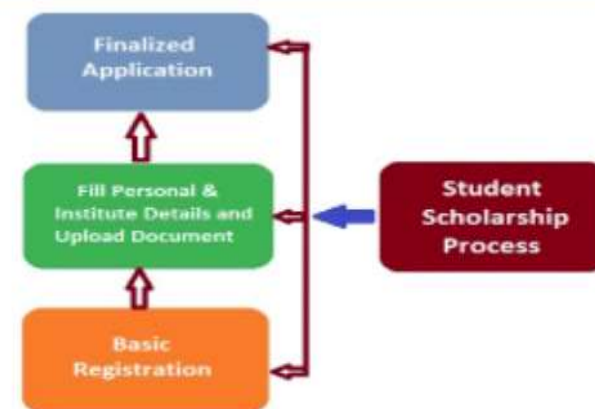 Finalized
Application
Fill Personal &
Institute Details and
Upload Document
Basic
Registration
Student
Scholarship
Process